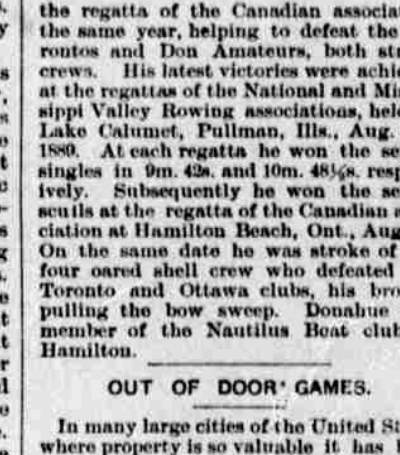 the regatta of the Canadian associa
the same year, helping to defeat the
rontos and Don Amateurs, both str
crews. His latest victories were achie
at the regattas of the National and Mis
sippi Valley Rowing associations, held
Lake Calumet, Pullman, Ills., Aug.
1889. At each regatta he won the se
singles in 9m. 42s. and 10m. 48¼s. resp
ively. Subsequently he won the se
sculls at the regatta of the Canadian a
ciation at Hamilton Beach, Ont., Aug
On the same date he was stroke of
four oared shell crew who defeated
Toronto and Ottawa clubs, his bro
pulling the bow sweep. Donahue
member of the Nautilus Boat club
Hamilton.
OUT OF DOOR GAMES.
In many large cities of the United St
where property is so valuable it has